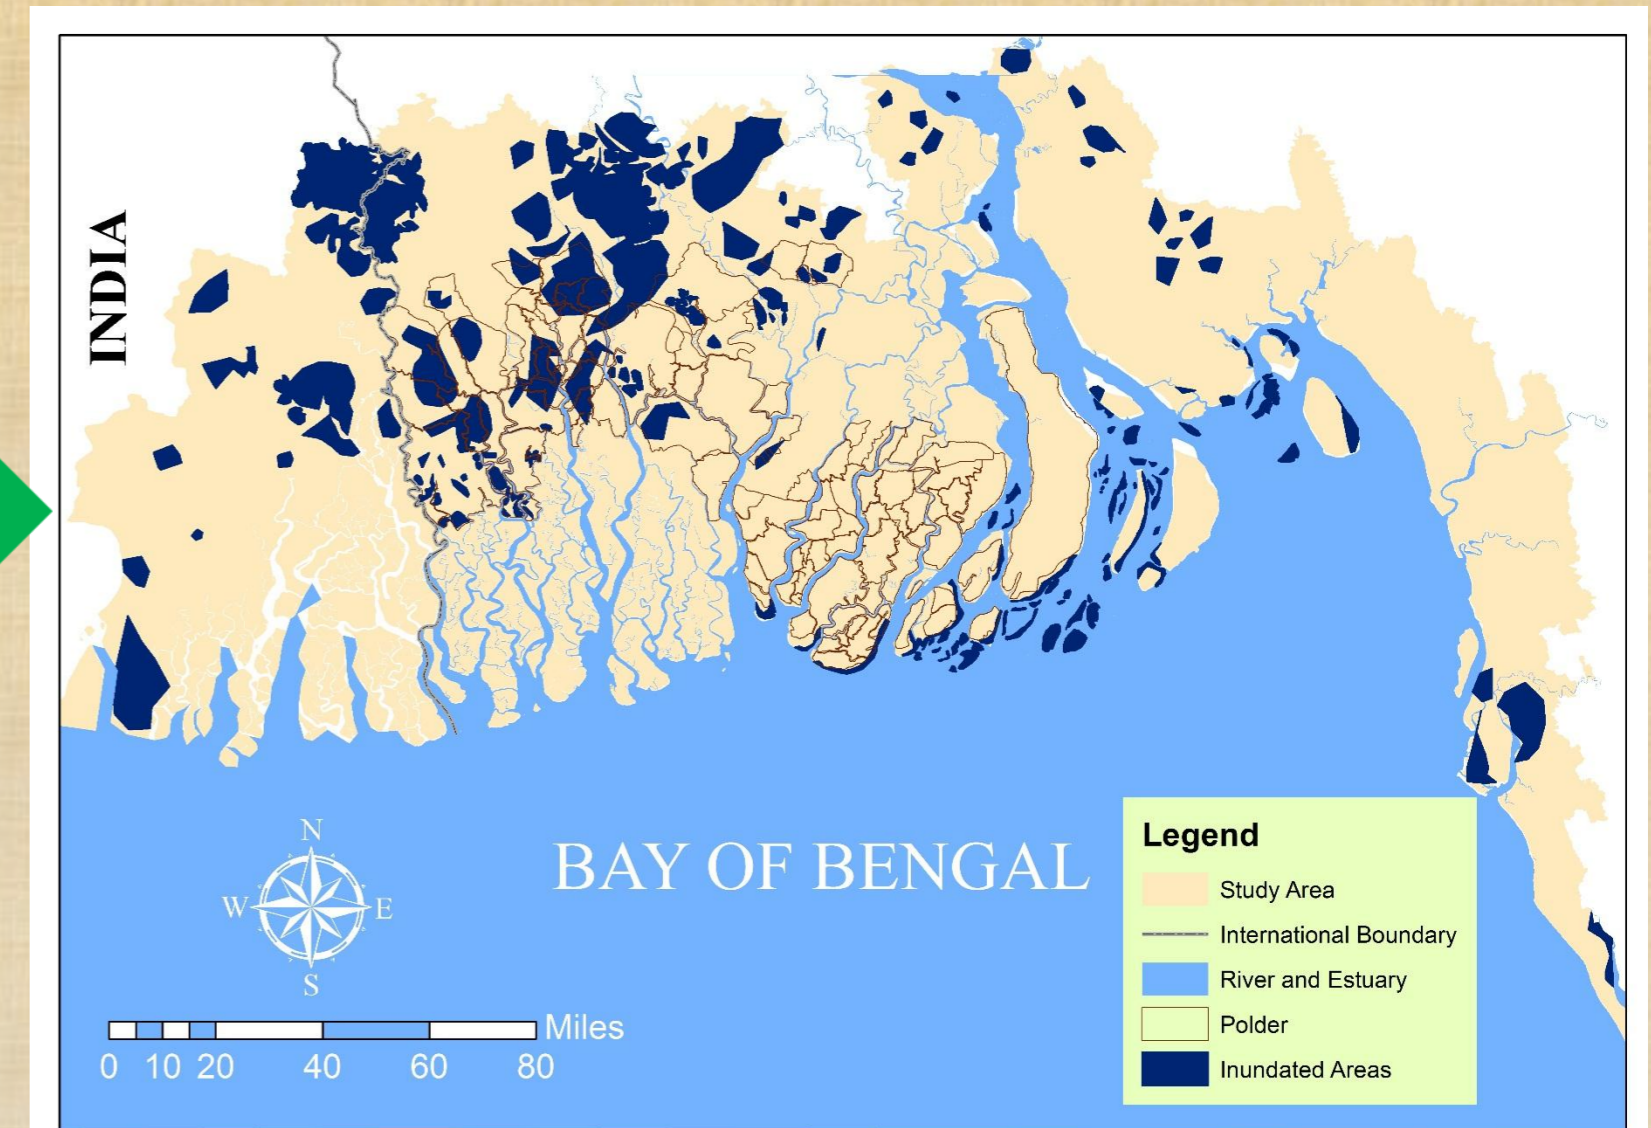 INDIA
BAY OF BENGAL
N
W
E
S
Miles
0 10 20 40 60 80
Legend
Study Area
International Boundary
River and Estuary
Polder
Inundated Areas